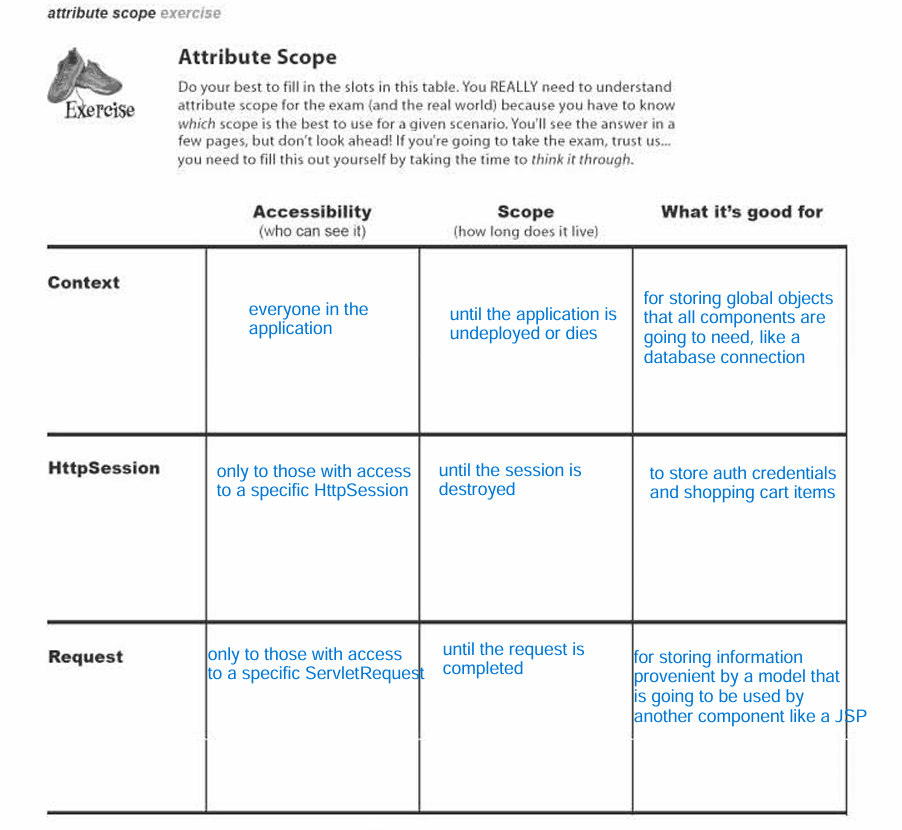 attribute scope exercise
Exercise
Attribute Scope
Do your best to fill in the slots in this table. You REALLY need to understand
attribute scope for the exam (and the real world) because you have to know
which scope is the best to use for a given scenario. You'll see the answer in a
few pages, but don't look ahead! If you're going to take the exam, trust us...
you need to fill this out yourself by taking the time to think it through.
Accessibility
(who can see it)
Scope
(how long does it live)
What it's good for
Context
everyone in the
application
until the application is
undeployed or dies
for storing global objects
that all components are
going to need, like a
database connection
HttpSession
only to those with access
to a specific HttpSession
until the session is
destroyed
to store auth credentials
and shopping cart items
Request
only to those with access
to a specific ServletRequest
until the request is
completed
for storing information
provenient by a model that
is going to be used by
another component like a JSP